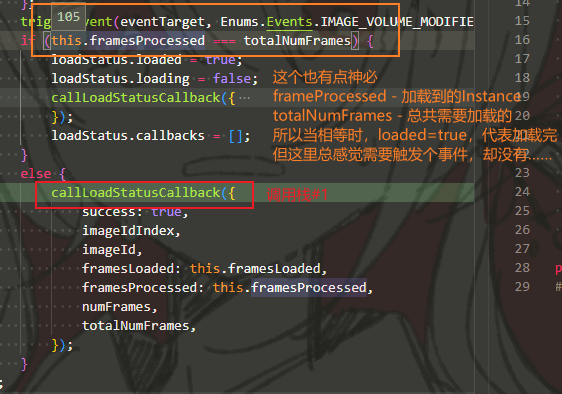 105
trig vent(eventTarget, Enums.Events.IMAGE_VOLUME_MODIFIE
if (this.framesProcessed === totalNumFrames) {
loadStatus.loaded = true;
loadStatus.loading = false;
callLoadStatusCallback({ ...
});
loadStatus.callbacks = [];
}
else {
callLoadStatusCallback({
success: true,
imageIdIndex,
imageId,
framesLoaded: this.framesLoaded,
framesProcessed: this.framesProcessed,
numFrames,
totalNumFrames,
});
}
这个也有点神必
frameProcessed - 加载到的Instance
totalNumFrames - 总共需要加载的
所以当相等时，loaded=true，代表加载完
但这里总感觉需要触发个事件，却没有......
14
15
16
17
18
19
20
21
22
23
24
25
26
27
28
29
p
#